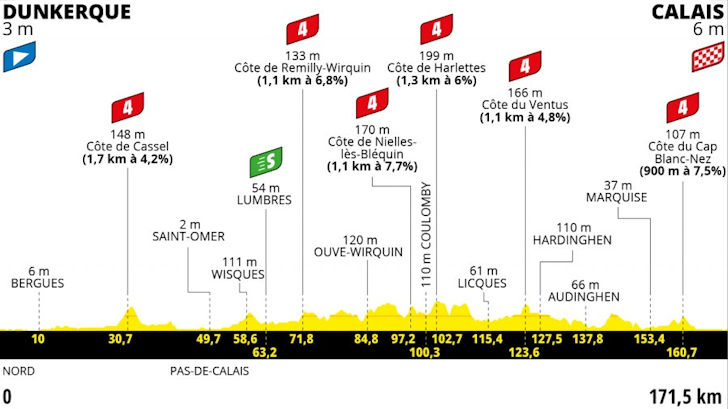 DUNKERQUE
3 m
CALAIS
6 m
4
133 m
Côte de Remilly-Wirquin
(1,1 km à 6,8%)
4
199 m
Côte de Harlettes
(1,3 km à 6%)
4
166 m
Côte du Ventus
(1,1 km à 4,8%)
4
148 m
Côte de Cassel
(1,7 km à 4,2%)
4
170 m
Côte de Nielles-
lès-Bléquin
(1,1 km à 7,7%)
4
107 m
Côte du Cap
Blanc-Nez
(900 m à 7,5%)
S
54 m
LUMBRES
37 m
MARQUISE
2 m
SAINT-OMER
110 m COULOMBY
110 m
HARDINGHEN
120 m
OUVE-WIRQUIN
6 m
BERGUES
111 m
WISQUES
61 m
LICQUES
66 m
AUDINGHEN
10 30,7 49,7 58,6 71,8 84,8 97,2 102,7 115,4 127,5 137,8 153,4
63,2 100,3 123,6 160,7
NORD PAS-DE-CALAIS
0 171,5 km